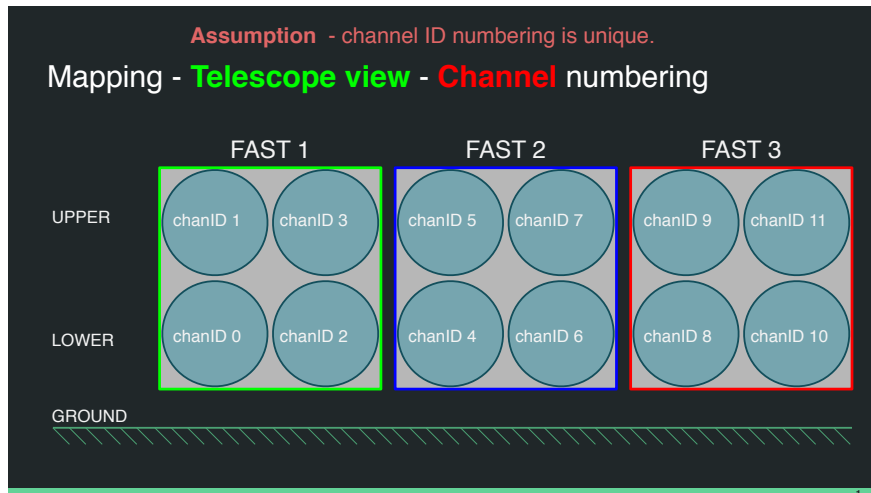 Assumption - channel ID numbering is unique.
Mapping - Telescope view - Channel numbering
FAST 1 FAST 2 FAST 3
UPPER chanID 1 chanID 3 chanID 5 chanID 7 chanID 9 chanID 11
LOWER chanID 0 chanID 2 chanID 4 chanID 6 chanID 8 chanID 10
GROUND